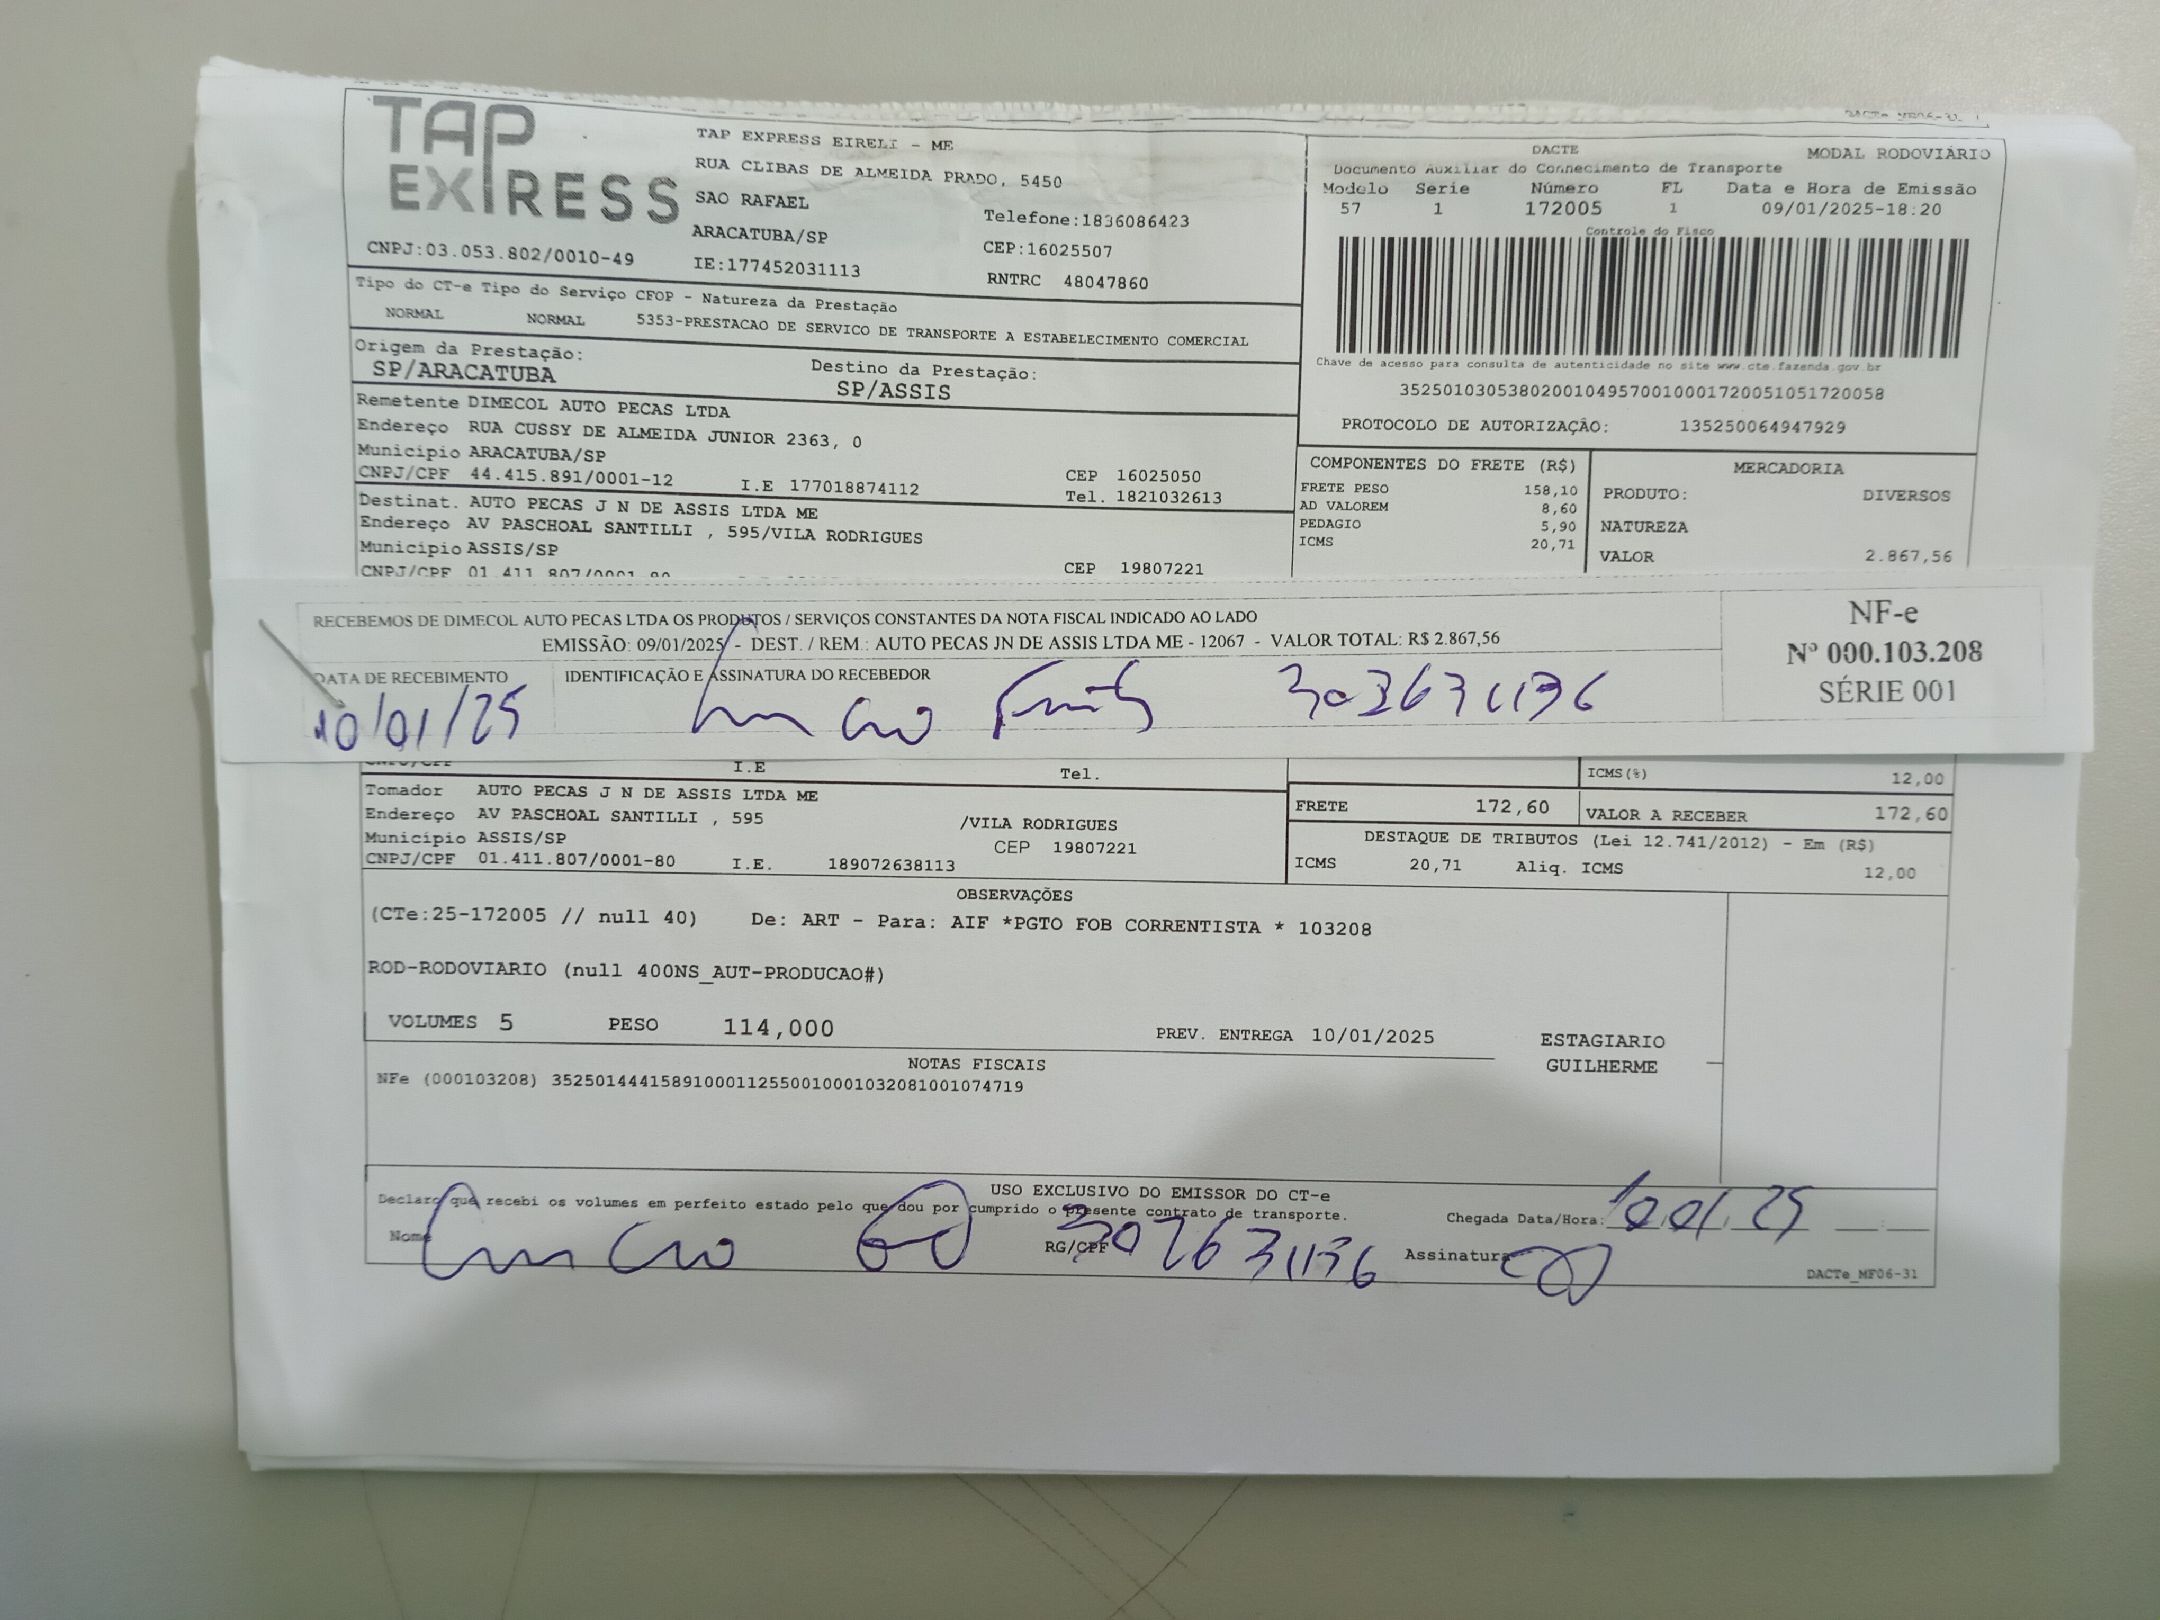 TAP
EXPRESS
TAP EXPRESS EIRELI - ME
RUA CLIBAS DE ALMEIDA PRADO, 5450
SAO RAFAEL
ARACATUBA/SP
Telefone:1836086423
CEP:16025507
CNPJ:03.053.802/0010-49
IE:177452031113
RNTRC 48047860
DACTE
MODAL RODOVIÁRIO
Documento Auxiliar do Conhecimento de Transporte
Modelo Serie Número FL Data e Hora de Emissão
57 1 172005 1 09/01/2025-18:20
Controle do Fisco
Chave de acesso para consulta de autenticidade no site www.cte.fazenda.gov.br
35250103053802001049570010001720051051720058
PROTOCOLO DE AUTORIZAÇÃO: 135250064947929
Tipo do CT-e Tipo do Serviço CFOP - Natureza da Prestação
NORMAL NORMAL 5353-PRESTACAO DE SERVICO DE TRANSPORTE A ESTABELECIMENTO COMERCIAL
Origem da Prestação: Destino da Prestação:
SP/ARACATUBA SP/ASSIS
Remetente DIMECOL AUTO PECAS LTDA
Endereço RUA CUSSY DE ALMEIDA JUNIOR 2363, 0
Município ARACATUBA/SP
CEP 16025050
CNPJ/CPF 44.415.891/0001-12 I.E 177018874112 Tel. 1821032613
Destinat. AUTO PECAS J N DE ASSIS LTDA ME
Endereço AV PASCHOAL SANTILLI , 595/VILA RODRIGUES
Município ASSIS/SP
CEP 19807221
CNPJ/CPF 01.411.807/0001-80
COMPONENTES DO FRETE (R$)
FRETE PESO 158,10
AD VALOREM 8,60
PEDAGIO 5,90
ICMS 20,71
MERCADORIA
PRODUTO: DIVERSOS
NATUREZA
VALOR 2.867,56
RECEBEMOS DE DIMECOL AUTO PECAS LTDA OS PRODUTOS / SERVIÇOS CONSTANTES DA NOTA FISCAL INDICADO AO LADO
EMISSÃO: 09/01/2025 - DEST. / REM.: AUTO PECAS JN DE ASSIS LTDA ME - 12067 - VALOR TOTAL: R$ 2.867,56
DATA DE RECEBIMENTO IDENTIFICAÇÃO E ASSINATURA DO RECEBEDOR
10/01/25
NF-e
Nº 000.103.208
SÉRIE 001
CNPJ/CPF I.E Tel.
ICMS(%) 12,00
Tomador AUTO PECAS J N DE ASSIS LTDA ME
Endereço AV PASCHOAL SANTILLI , 595 /VILA RODRIGUES
Município ASSIS/SP CEP 19807221
CNPJ/CPF 01.411.807/0001-80 I.E. 189072638113
FRETE 172,60 VALOR A RECEBER 172,60
DESTAQUE DE TRIBUTOS (Lei 12.741/2012) - Em (R$)
ICMS 20,71 Aliq. ICMS 12,00
OBSERVAÇÕES
(CTe:25-172005 // null 40) De: ART - Para: AIF *PGTO FOB CORRENTISTA * 103208
ROD-RODOVIARIO (null 400NS_AUT-PRODUCAO#)
VOLUMES 5 PESO 114,000 PREV. ENTREGA 10/01/2025
ESTAGIARIO
GUILHERME
NOTAS FISCAIS
NFe (000103208) 35250144415891000112550010001032081001074719
USO EXCLUSIVO DO EMISSOR DO CT-e
Declaro que recebi os volumes em perfeito estado pelo que dou por cumprido o presente contrato de transporte.
Chegada Data/Hora: 10/01/25
Nome RG/CPF Assinatura
DACTe_MF06-31